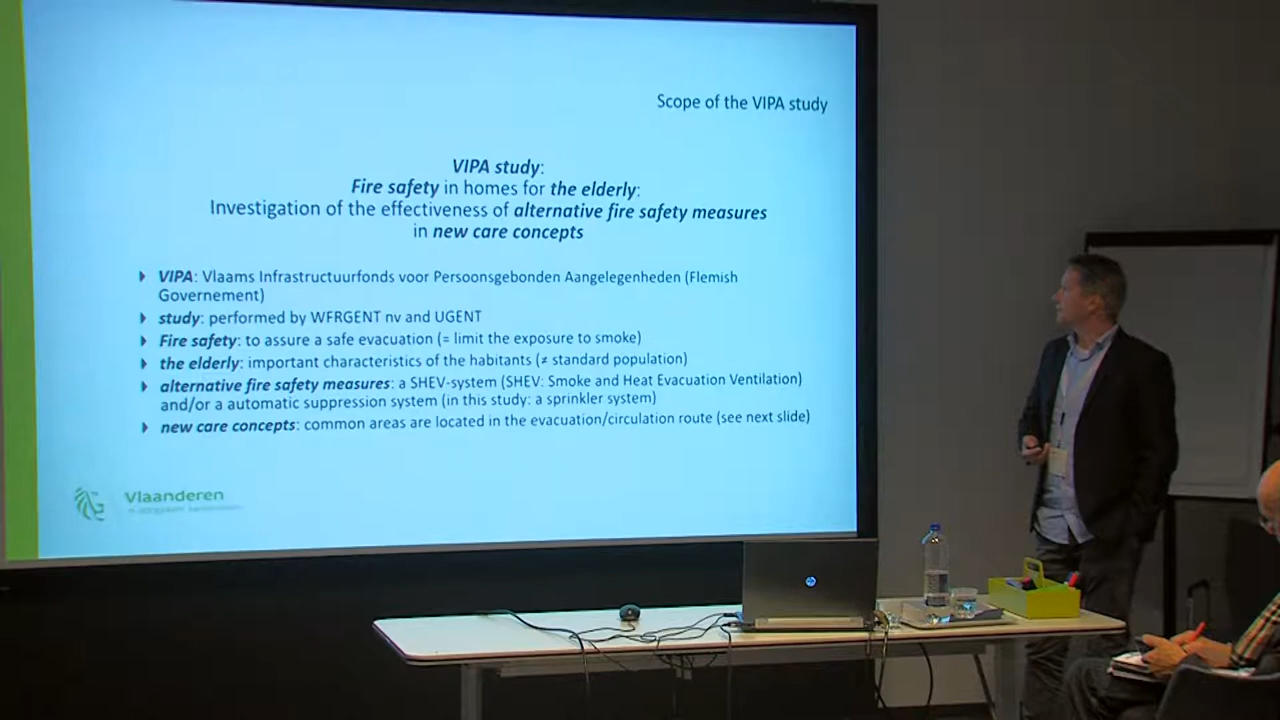 Scope of the VIPA study
VIPA study:
Fire safety in homes for the elderly:
Investigation of the effectiveness of alternative fire safety measures
in new care concepts
VIPA: Vlaams Infrastructuurfonds voor Persoonsgebonden Aangelegenheden (Flemish
Governement)
study: performed by WFRGENT nv and UGENT
Fire safety: to assure a safe evacuation (= limit the exposure to smoke)
the elderly: important characteristics of the habitants (≠ standard population)
alternative fire safety measures: a SHEV-system (SHEV: Smoke and Heat Evacuation Ventilation)
and/or a automatic suppression system (in this study: a sprinkler system)
new care concepts: common areas are located in the evacuation/circulation route (see next slide)
Vlaanderen